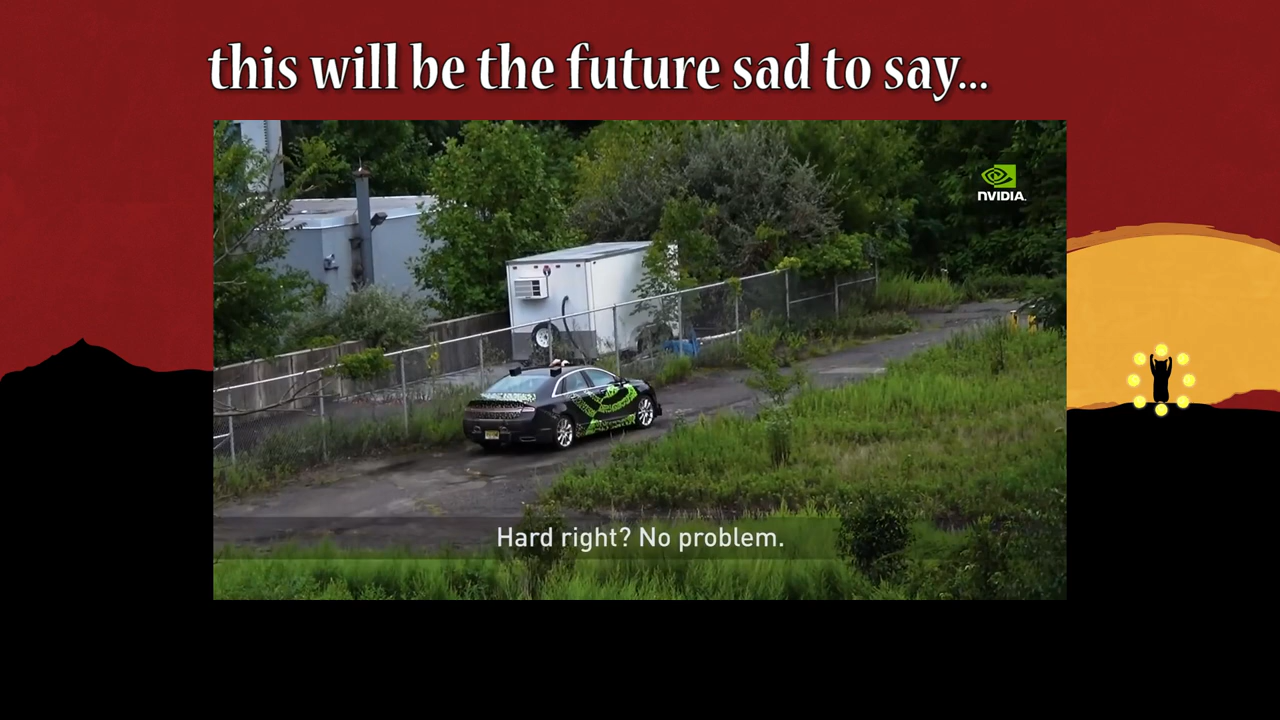 this will be the future sad to say...
NVIDIA.
Hard right? No problem.